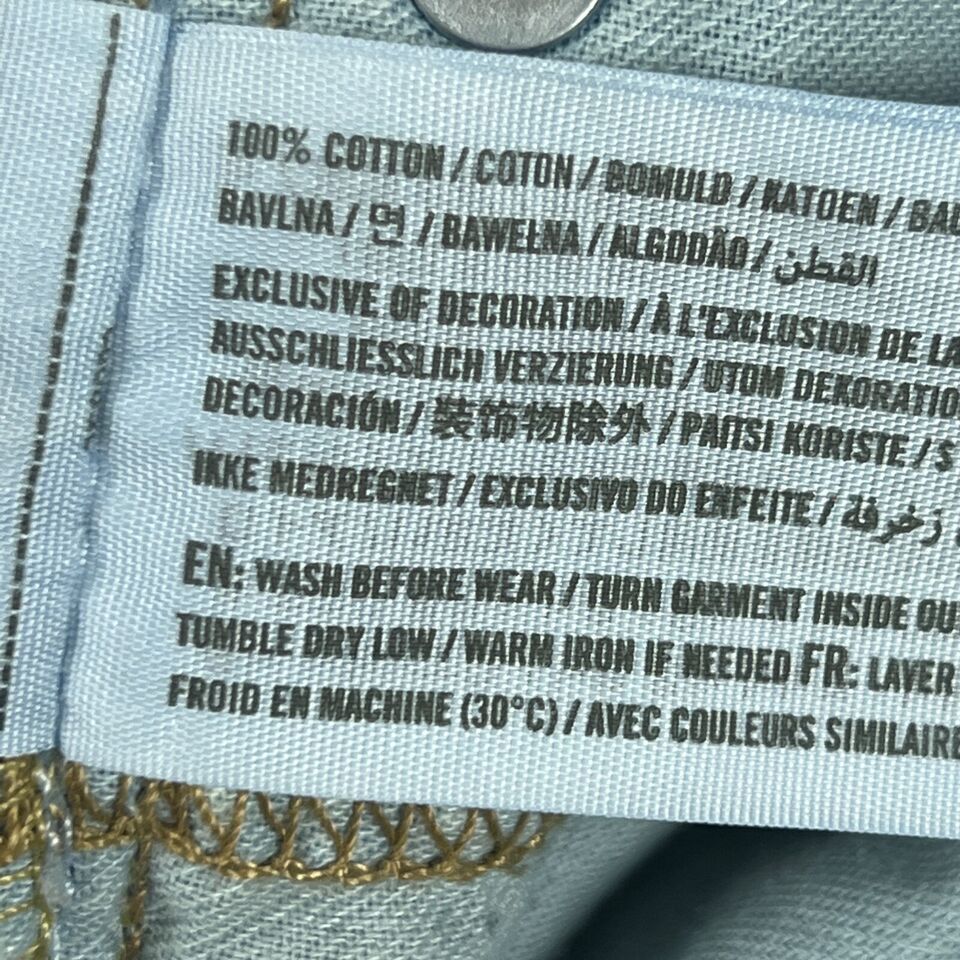 100% COTTON / COTON / BOMULD / KATOEN /
BAVLNA / 면 / BAWEŁNA / ALGODÃO / القطن
EXCLUSIVE OF DECORATION / À L'EXCLUSION DE LA
AUSSCHLIESSLICH VERZIERUNG / UTOM DEKORATIO
DECORACIÓN / 装饰物除外 / PAITSI KORISTE / S
IKKE MEDREGNET / EXCLUSIVO DO ENFEITE / زخرفة
EN: WASH BEFORE WEAR / TURN GARMENT INSIDE OU
TUMBLE DRY LOW / WARM IRON IF NEEDED FR: LAVER
FROID EN MACHINE (30°C) / AVEC COULEURS SIMILAIRE